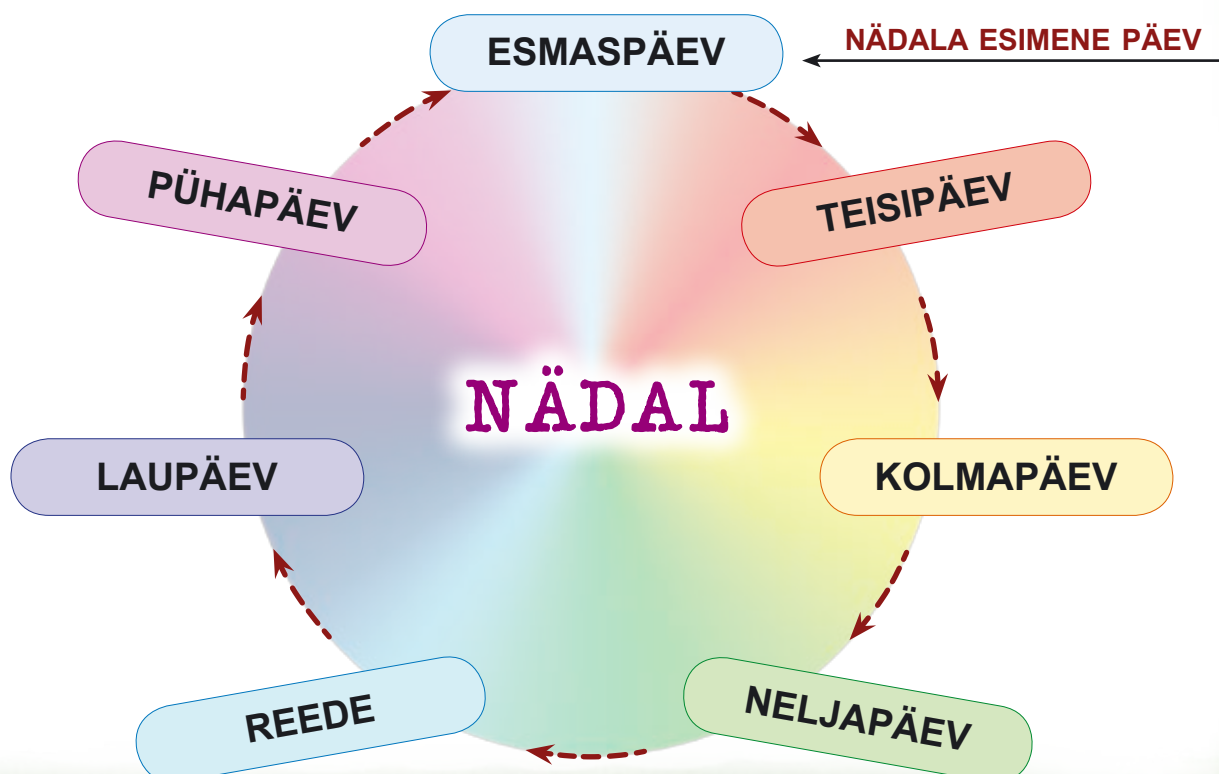 ESMASPÄEV
NÄDALA ESIMENE PÄEV
TEISIPÄEV
KOLMAPÄEV
NELJAPÄEV
REEDE
LAUPÄEV
PÜHAPÄEV
NÄDAL